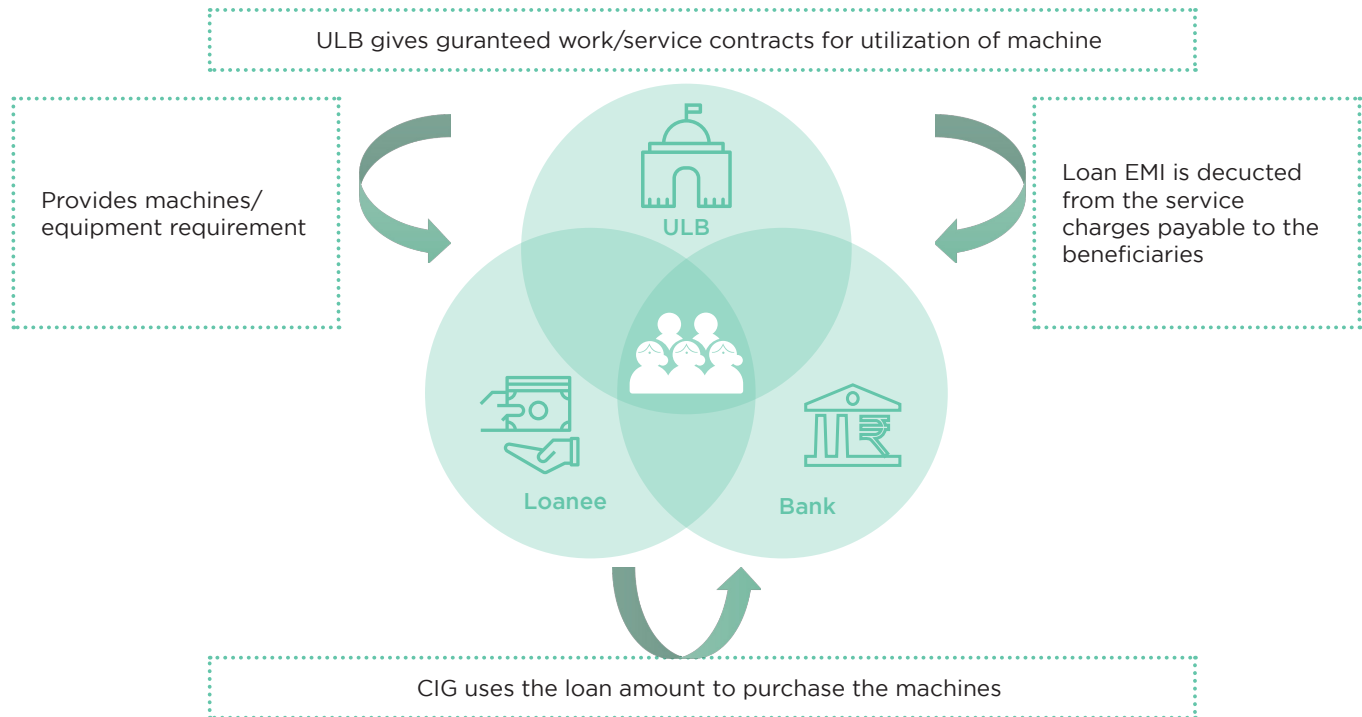 ULB gives guranteed work/service contracts for utilization of machine
Provides machines/
equipment requirement
Loan EMI is decucted
from the service
charges payable to the
beneficiaries
ULB
Loanee
Bank
CIG uses the loan amount to purchase the machines